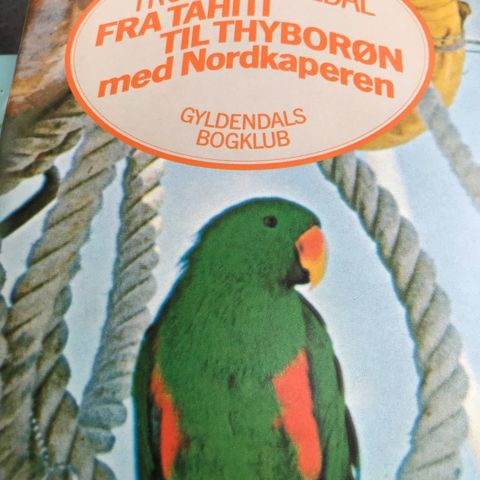 FRA TAHITI
TIL THYBORØN
med Nordkaperen
GYLDENDALS
BOGKLUB